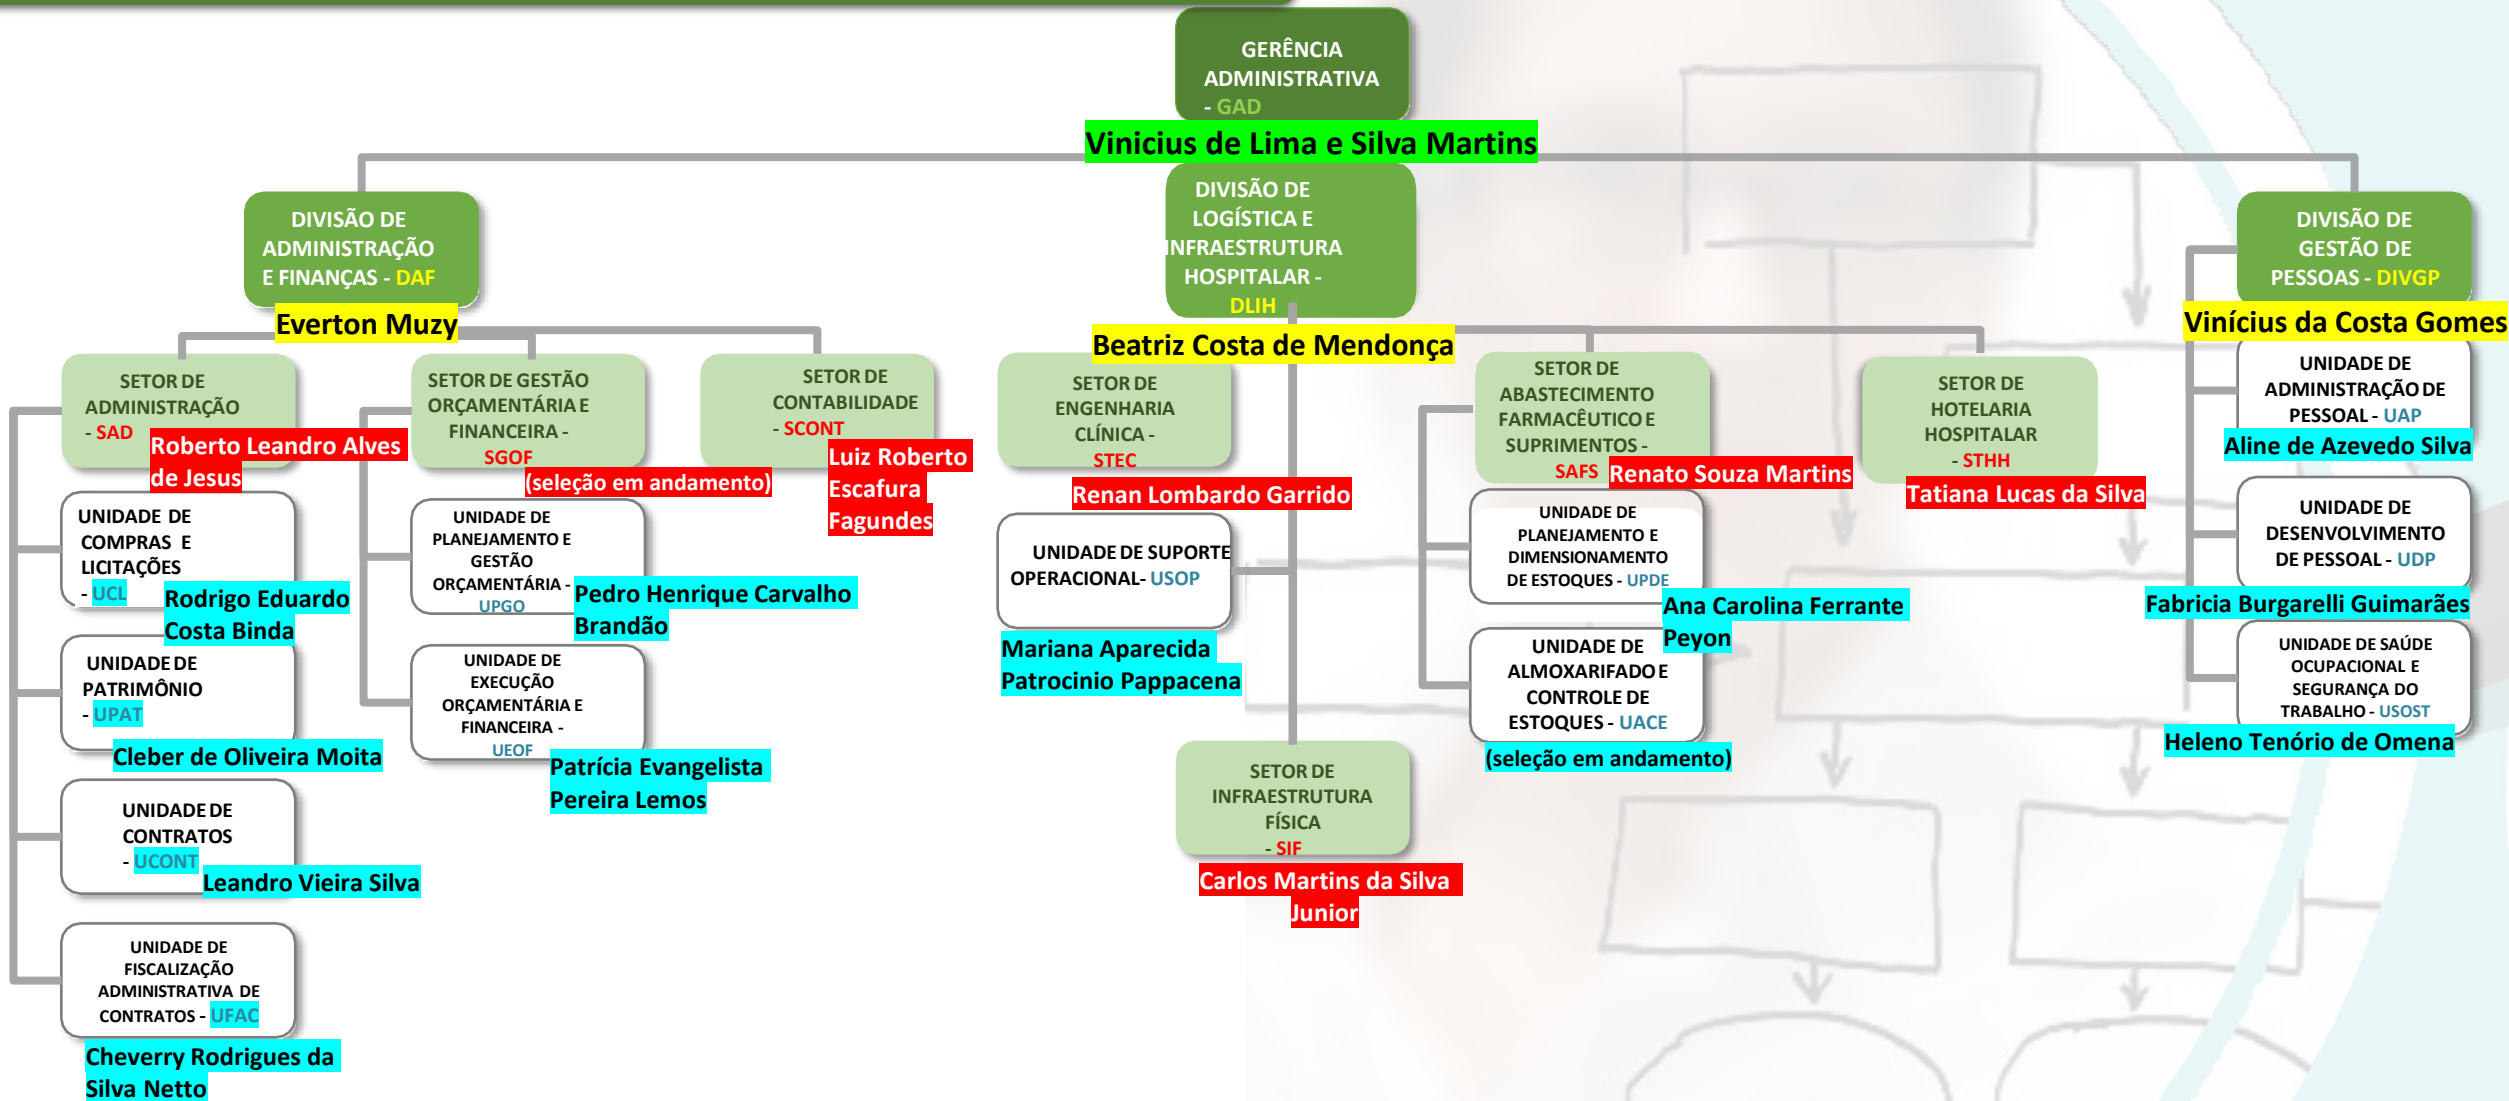 GERÊNCIA
ADMINISTRATIVA
- GAD
Vinicius de Lima e Silva Martins
DIVISÃO DE
ADMINISTRAÇÃO
E FINANÇAS - DAF
Everton Muzy
SETOR DE
ADMINISTRAÇÃO
- SAD
Roberto Leandro Alves
de Jesus
UNIDADE DE
COMPRAS E
LICITAÇÕES
- UCL
Rodrigo Eduardo
Costa Binda
UNIDADE DE
PATRIMÔNIO
- UPAT
Cleber de Oliveira Moita
UNIDADE DE
CONTRATOS
- UCONT
Leandro Vieira Silva
UNIDADE DE
FISCALIZAÇÃO
ADMINISTRATIVA DE
CONTRATOS - UFAC
Cheverry Rodrigues da
Silva Netto
SETOR DE GESTÃO
ORÇAMENTÁRIA E
FINANCEIRA -
SGOF
(seleção em andamento)
UNIDADE DE
PLANEJAMENTO E
GESTÃO
ORÇAMENTÁRIA -
UPGO
Pedro Henrique Carvalho
Brandão
UNIDADE DE
EXECUÇÃO
ORÇAMENTÁRIA E
FINANCEIRA -
UEOF
Patrícia Evangelista
Pereira Lemos
SETOR DE
CONTABILIDADE
- SCONT
Luiz Roberto
Escafura
Fagundes
DIVISÃO DE
LOGÍSTICA E
INFRAESTRUTURA
HOSPITALAR -
DLIH
Beatriz Costa de Mendonça
SETOR DE
ENGENHARIA
CLÍNICA -
STEC
Renan Lombardo Garrido
UNIDADE DE SUPORTE
OPERACIONAL- USOP
Mariana Aparecida
Patrocinio Pappacena
SETOR DE
INFRAESTRUTURA
FÍSICA
- SIF
Carlos Martins da Silva
Junior
SETOR DE
ABASTECIMENTO
FARMACÊUTICO E
SUPRIMENTOS -
SAFS
Renato Souza Martins
UNIDADE DE
PLANEJAMENTO E
DIMENSIONAMENTO
DE ESTOQUES - UPDE
Ana Carolina Ferrante
Peyon
UNIDADE DE
ALMOXARIFADO E
CONTROLE DE
ESTOQUES - UACE
(seleção em andamento)
SETOR DE
HOTELARIA
HOSPITALAR
- STHH
Tatiana Lucas da Silva
DIVISÃO DE
GESTÃO DE
PESSOAS - DIVGP
Vinícius da Costa Gomes
UNIDADE DE
ADMINISTRAÇÃO DE
PESSOAL - UAP
Aline de Azevedo Silva
UNIDADE DE
DESENVOLVIMENTO
DE PESSOAL - UDP
Fabricia Burgarelli Guimarães
UNIDADE DE SAÚDE
OCUPACIONAL E
SEGURANÇA DO
TRABALHO - USOST
Heleno Tenório de Omena